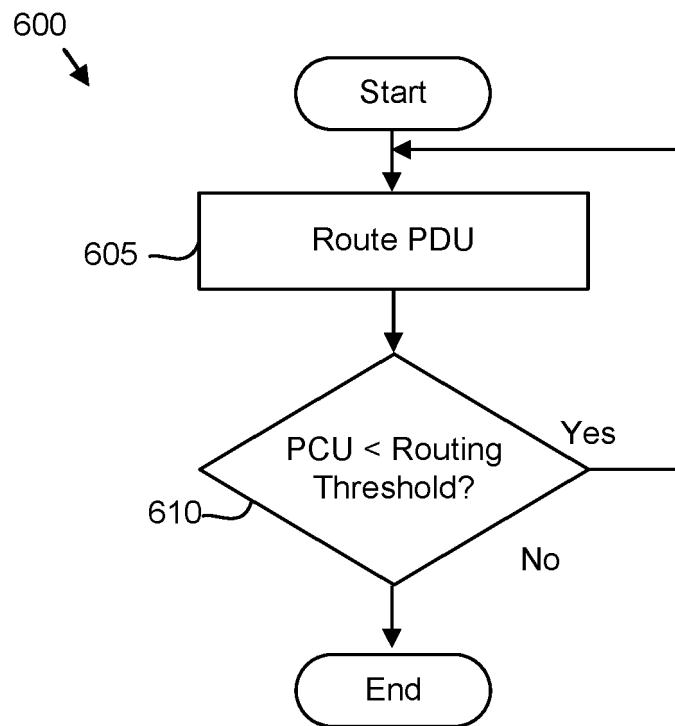 600
Start
Route PDU
605
PCU < Routing
Threshold?
Yes
610
No
End